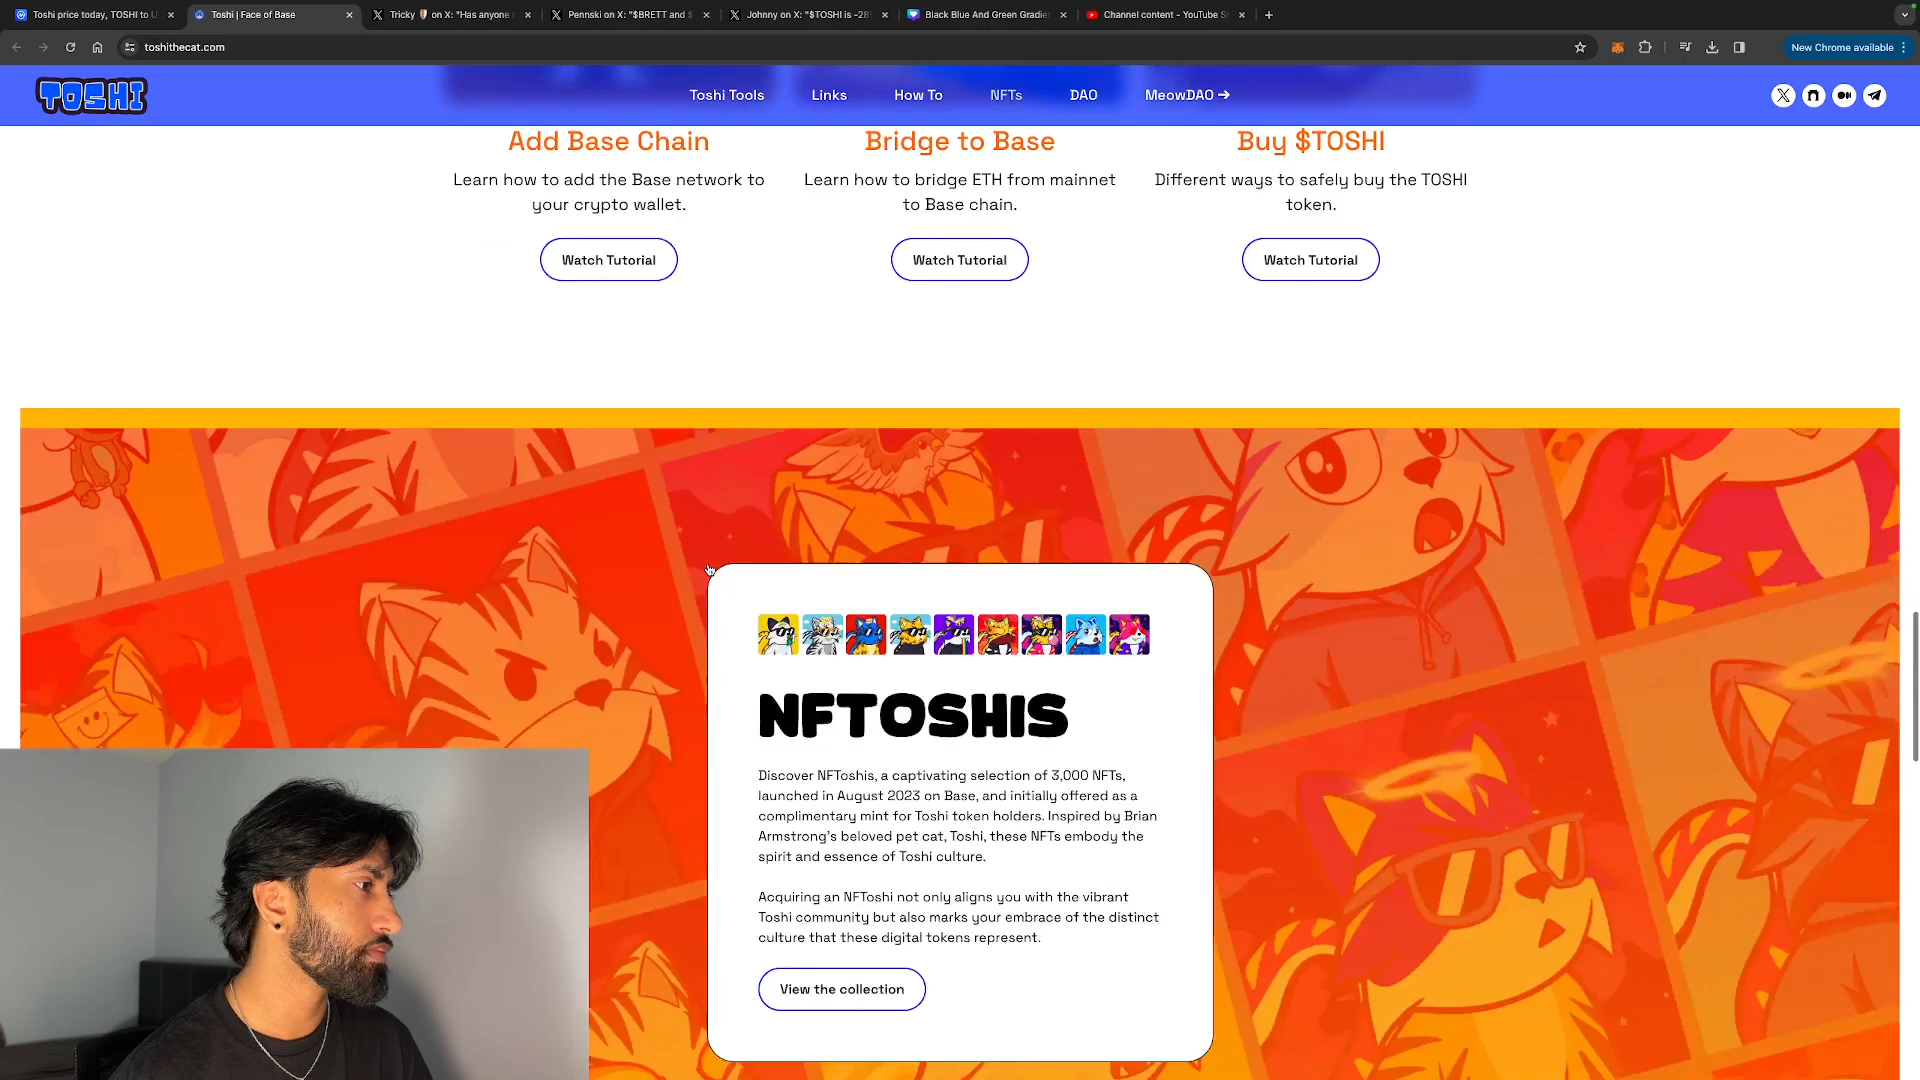 Toshi price today, TOSHI to U
Toshi | Face of Base
Tricky on X: "Has anyone
Pennski on X: "$BRETT and $
Johnny on X: "$TOSHI is -28
Black Blue And Green Gradie
Channel content - YouTube S
toshithecat.com
New Chrome available
TOSHI
Toshi Tools
Links
How To
NFTs
DAO
MeowDAO →
Add Base Chain
Learn how to add the Base network to
your crypto wallet.
Watch Tutorial
Bridge to Base
Learn how to bridge ETH from mainnet
to Base chain.
Watch Tutorial
Buy $TOSHI
Different ways to safely buy the TOSHI
token.
Watch Tutorial
NFTOSHIS
Discover NFToshis, a captivating selection of 3,000 NFTs,
launched in August 2023 on Base, and initially offered as a
complimentary mint for Toshi token holders. Inspired by Brian
Armstrong's beloved pet cat, Toshi, these NFTs embody the
spirit and essence of Toshi culture.
Acquiring an NFToshi not only aligns you with the vibrant
Toshi community but also marks your embrace of the distinct
culture that these digital tokens represent.
View the collection